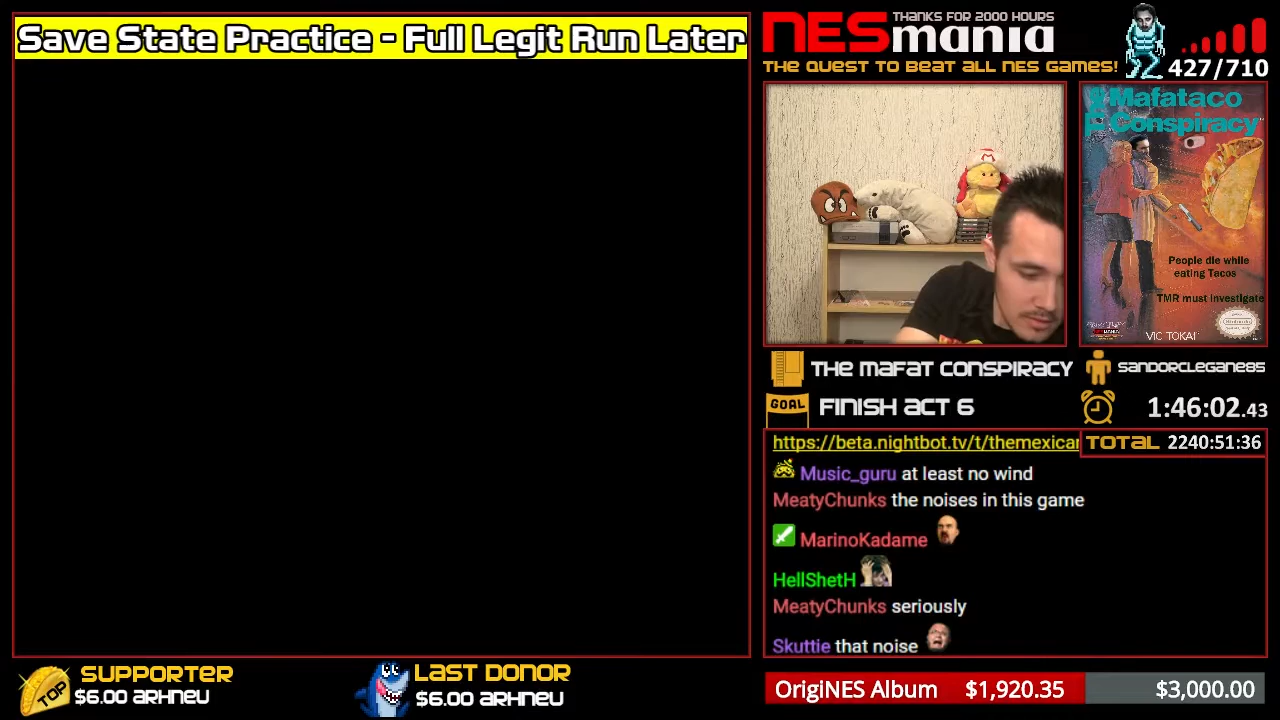 Save State Practice - Full Legit Run Later
NESmania
THANKS FOR 2000 HOURS
THE QUEST TO BEAT ALL NES GAMES!
427/710
Mafataco
Conspiracy
People die while
eating Tacos
TMR must investigate
VIC TOKAI
THE MAFAT CONSPIRACY
SANDORCLEGANE85
GOAL
FINISH ACT 6
1:46:02.43
https://beta.nightbot.tv/t/themexicar
TOTAL 2240:51:36
Music_guru at least no wind
MeatyChunks the noises in this game
MarinoKadame
HellShetH
MeatyChunks seriously
Skuttie that noise
TOP
SUPPORTER
$6.00 ARHNEU
LAST DONOR
$6.00 ARHNEU
OrigiNES Album $1,920.35 $3,000.00